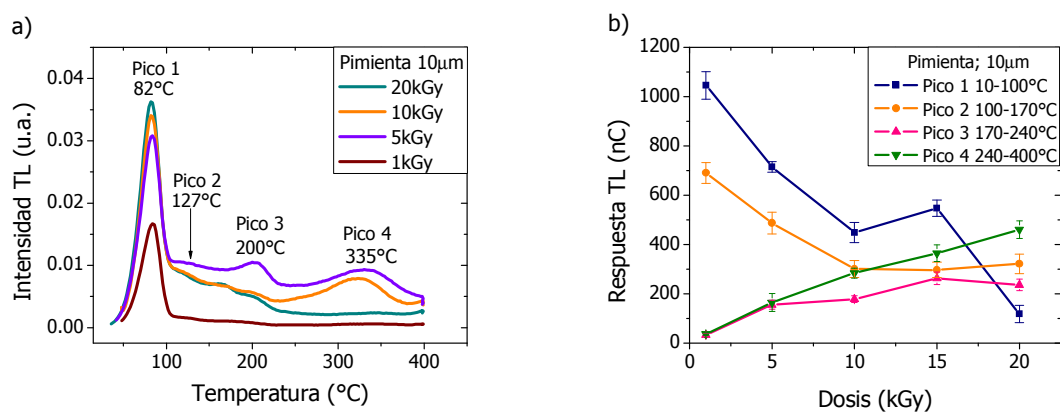 a)
Pimienta 10μm
20kGy
10kGy
5kGy
1kGy
Pico 1
82°C
Pico 2
127°C
Pico 3
200°C
Pico 4
335°C
Intensidad TL (u.a.)
0.04
0.03
0.02
0.01
0.00
100
200
300
400
Temperatura (°C)
b)
Pimienta; 10μm
Pico 1 10-100°C
Pico 2 100-170°C
Pico 3 170-240°C
Pico 4 240-400°C
Respuesta TL (nC)
1200
1000
800
600
400
200
0
0
5
10
15
20
Dosis (kGy)